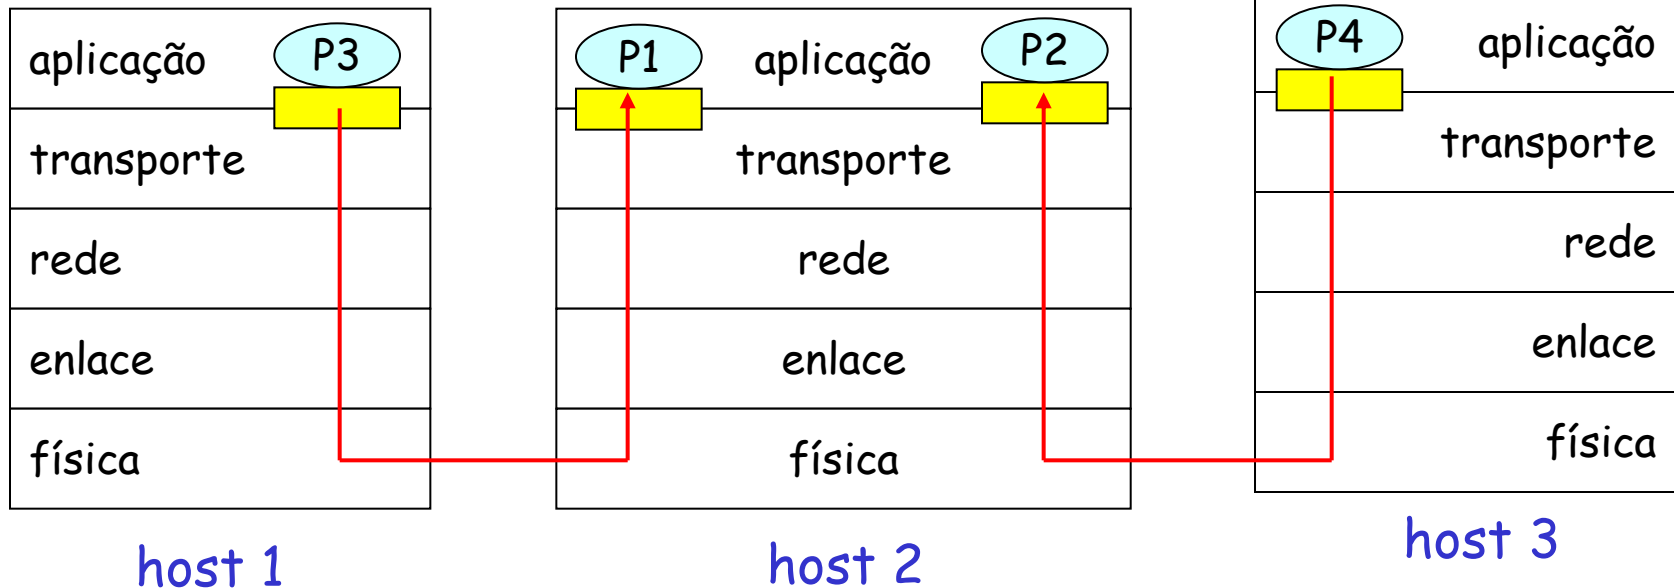 aplicação P3
transporte
rede
enlace
física
host 1
P1 aplicação P2
transporte
rede
enlace
física
host 2
P4 aplicação
transporte
rede
enlace
física
host 3